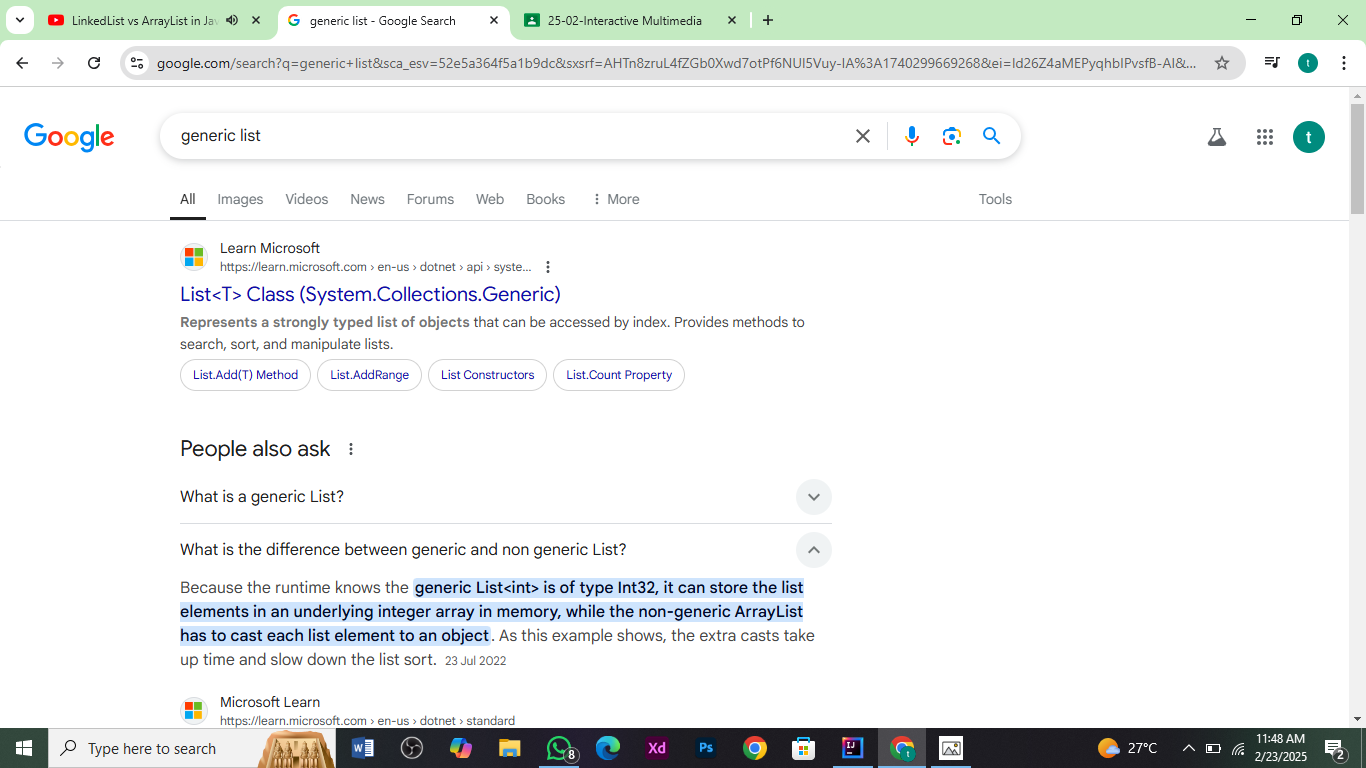 LinkedList vs ArrayList in Jav
generic list - Google Search
25-02-Interactive Multimedia
google.com/search?q=generic+list&sca_esv=52e5a364f5a1b9dc&sxsrf=AHTn8zruL4fZGb0Xwd7otPf6NUI5Vuy-IA%3A1740299669268&ei=ld26Z4aMEPyqhbIPvsfB-AI&...
t
Google
generic list
t
All Images Videos News Forums Web Books More Tools
Learn Microsoft
https://learn.microsoft.com › en-us › dotnet › api › syste...
List<T> Class (System.Collections.Generic)
Represents a strongly typed list of objects that can be accessed by index. Provides methods to
search, sort, and manipulate lists.
List.Add(T) Method List.AddRange List Constructors List.Count Property
People also ask
What is a generic List?
What is the difference between generic and non generic List?
Because the runtime knows the generic List<int> is of type Int32, it can store the list
elements in an underlying integer array in memory, while the non-generic ArrayList
has to cast each list element to an object. As this example shows, the extra casts take
up time and slow down the list sort. 23 Jul 2022
Microsoft Learn
https://learn.microsoft.com › en-us › dotnet › standard
Type here to search
W
8
Xd
Ps
IJ
t
27°C
11:48 AM
2/23/2025
2